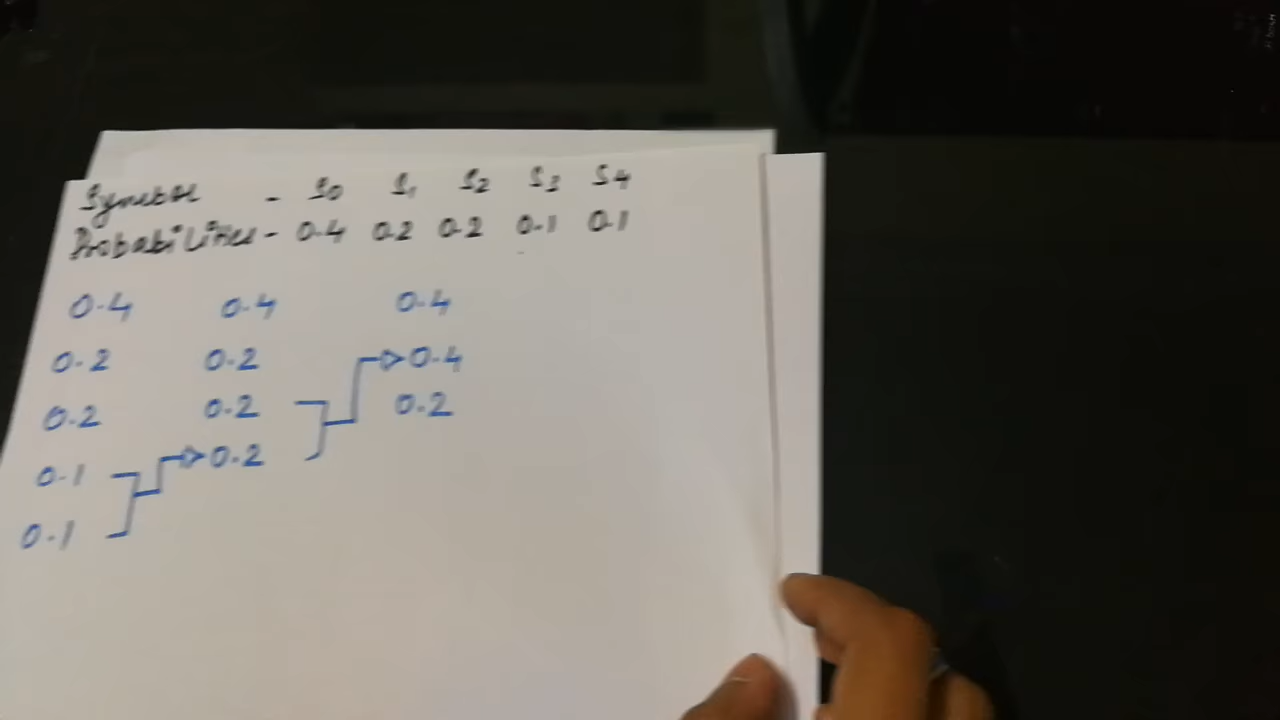 Symbol - S0 S1 S2 S3 S4
Probabilities - 0.4 0.2 0.2 0.1 0.1
0.4 0.4 0.4
0.2 0.2 0.4
0.2 0.2 0.2
0.1 0.2
0.1